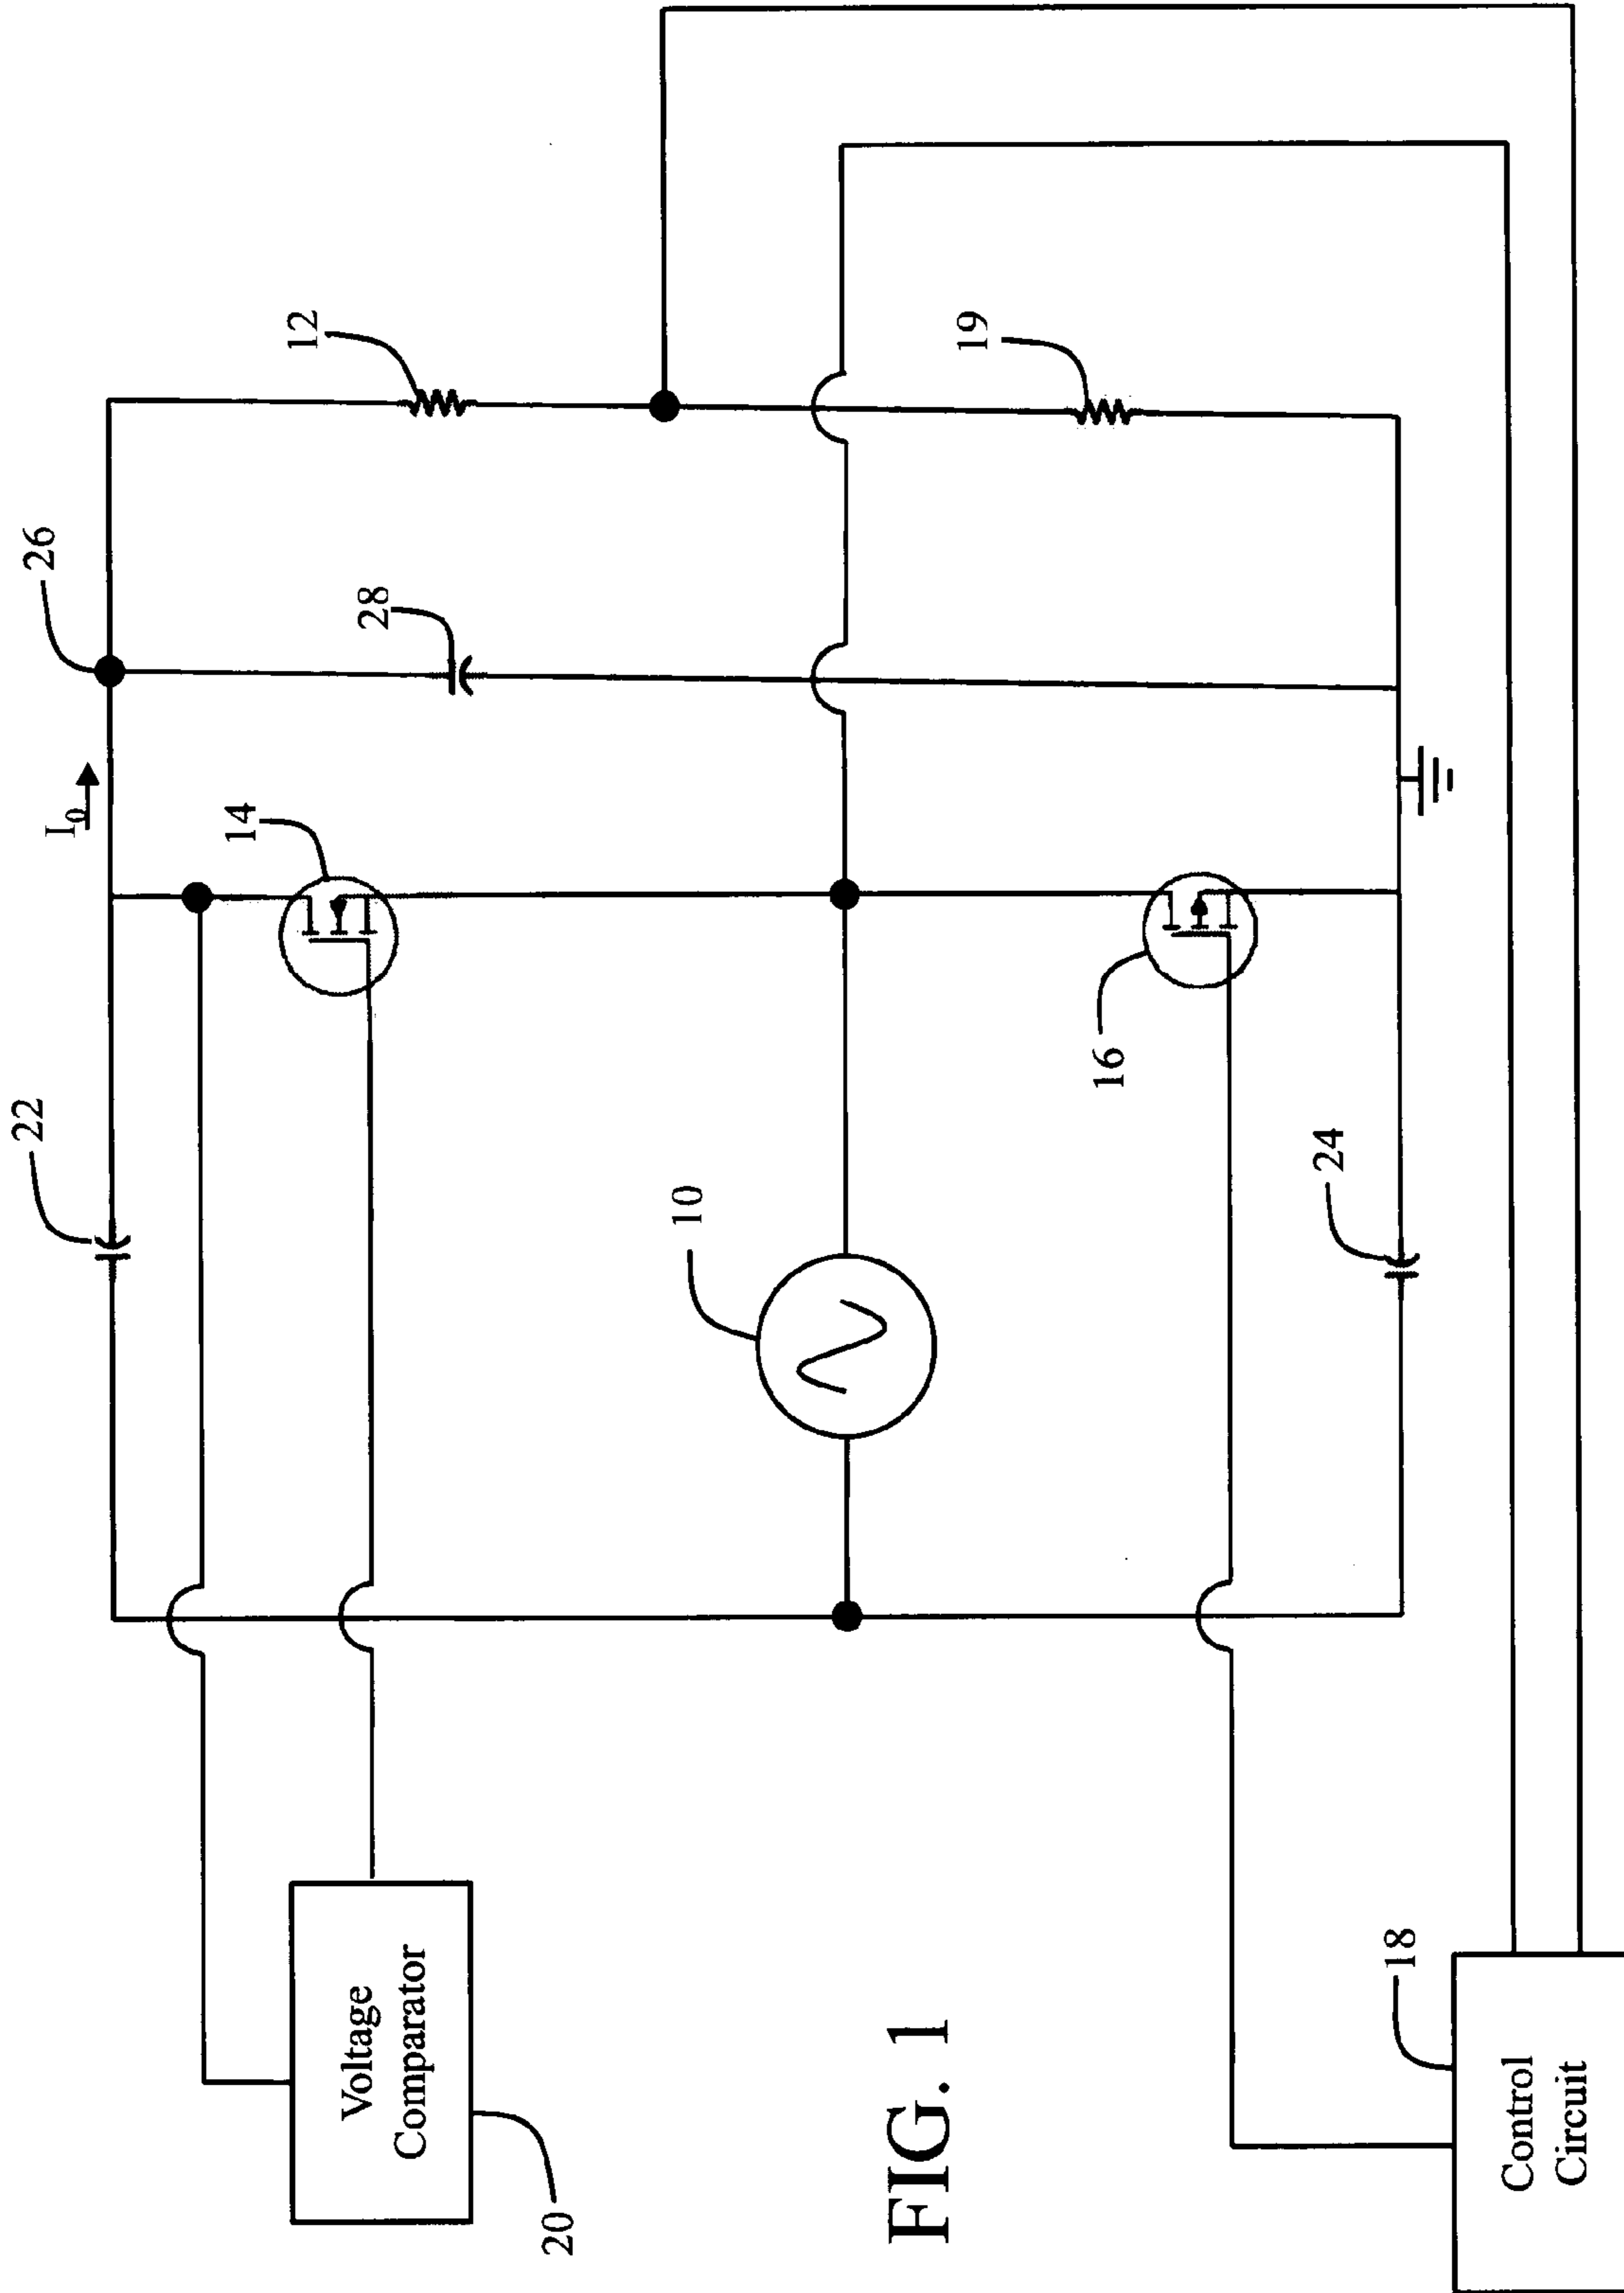 I₀
26
22
12
28
14
19
10
16
24
Voltage
Comparator
20
18
Control
Circuit
FIG. 1